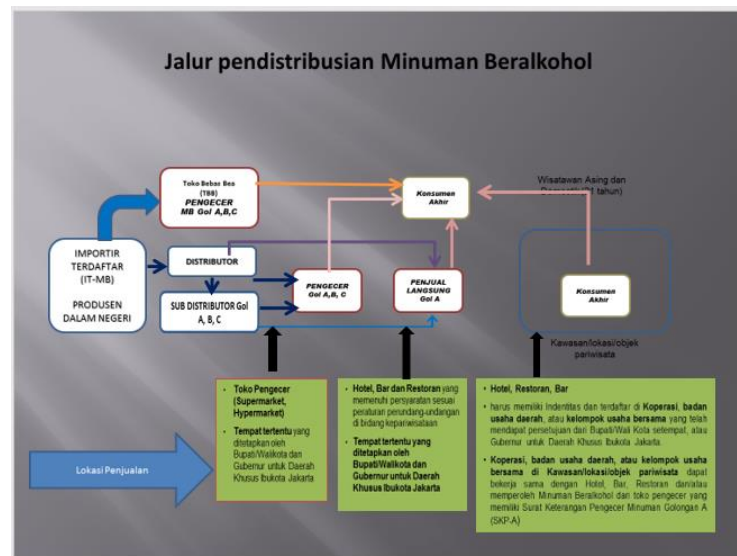 Jalur pendistribusian Minuman Beralkohol
Toko Bebas Bea
(TBB)
PENGECER
MB Gol A,B,C
Konsumen
Akhir
Wisatawan Asing dan
tahun)
IMPORTIR
TERDAFTAR
(IT-MB)
PRODUSEN
DALAM NEGERI
DISTRIBUTOR
SUB DISTRIBUTOR Gol
A, B, C
PENGECER
Gol A,B, C
PENJUAL
LANGSUNG
Gol A
Konsumen
Akhir
Kawasan/lokasi/objek
pariwisata
Lokasi Penjualan
• Toko Pengecer
(Supermarket,
Hypermarket)
• Tempat tertentu yang
ditetapkan oleh
Bupati/Walikota dan
Gubernur untuk Daerah
Khusus Ibukota Jakarta
• Hotel, Bar dan Restoran yang
memenuhi persyaratan sesuai
peraturan perundang-undangan
di bidang kepariwisataan
• Tempat tertentu yang
ditetapkan oleh
Bupati/Walikota dan
Gubernur untuk Daerah
Khusus Ibukota Jakarta
• Hotel, Restoran, Bar
• harus memiliki Indentitas dan terdaftar di Koperasi, badan
usaha daerah, atau kelompok usaha bersama yang telah
mendapat persetujuan dari Bupati/Wali Kota setempat, atau
Gubernur untuk Daerah Khusus Ibukota Jakarta.
• Koperasi, badan usaha daerah, atau kelompok usaha
bersama di Kawasan/lokasi/objek pariwisata dapat
bekerja sama dengan Hotel, Bar, Restoran dan/atau
memperoleh Minuman Beralkohol dari toko pengecer yang
memiliki Surat Keterangan Pengecer Minuman Golongan A
(SKP-A)